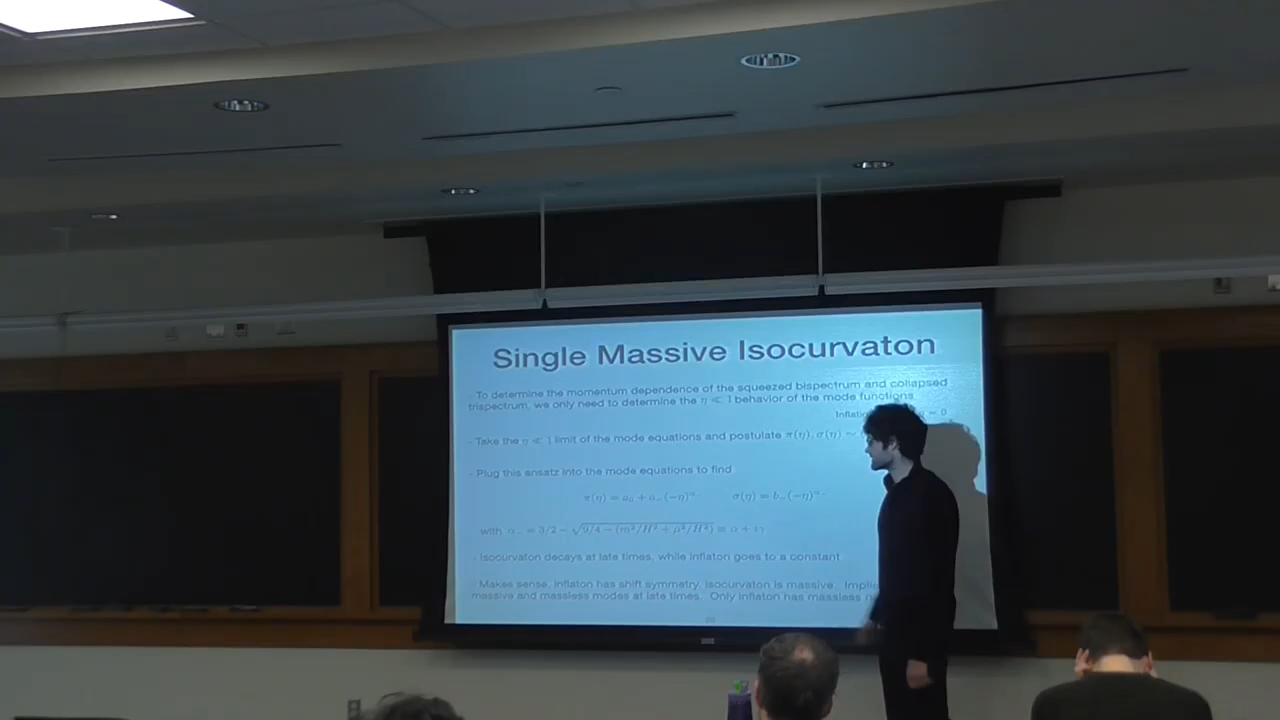 Single Massive Isocurvaton
- To determine the momentum dependence of the squeezed bispectrum and collapsed
trispectrum, we only need to determine the η ≪ 1 behavior of the mode functions
= 0
- Take the η ≪ 1 limit of the mode equations and postulate π(η), σ(η) ~
- Plug this ansatz into the mode equations to find
π(η) = a₀ + a₋(−η)^α₋ σ(η) = b₋(−η)^α₋
with α₋ = 3/2 − √(9/4 − (m²/H² + μ²/H²)) ≡ α + iγ
- Isocurvaton decays at late times, while inflaton goes to a constant
- Makes sense, inflaton has shift symmetry, isocurvaton is massive.
massive and massless modes at late times. Only inflaton has massless